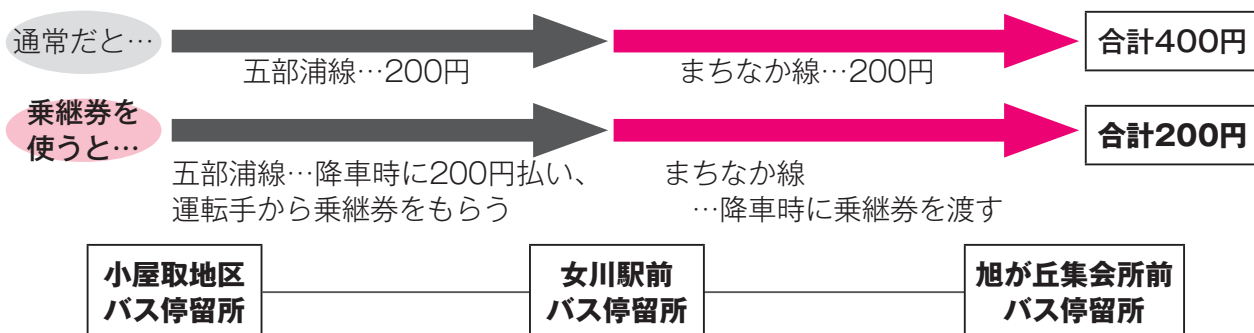 通常だと…
五部浦線…200円
まちなか線…200円
合計400円
乗継券を
使うと…
合計200円
五部浦線…降車時に200円払い、
運転手から乗継券をもらう
まちなか線
…降車時に乗継券を渡す
小屋取地区
バス停留所
女川駅前
バス停留所
旭が丘集会所前
バス停留所